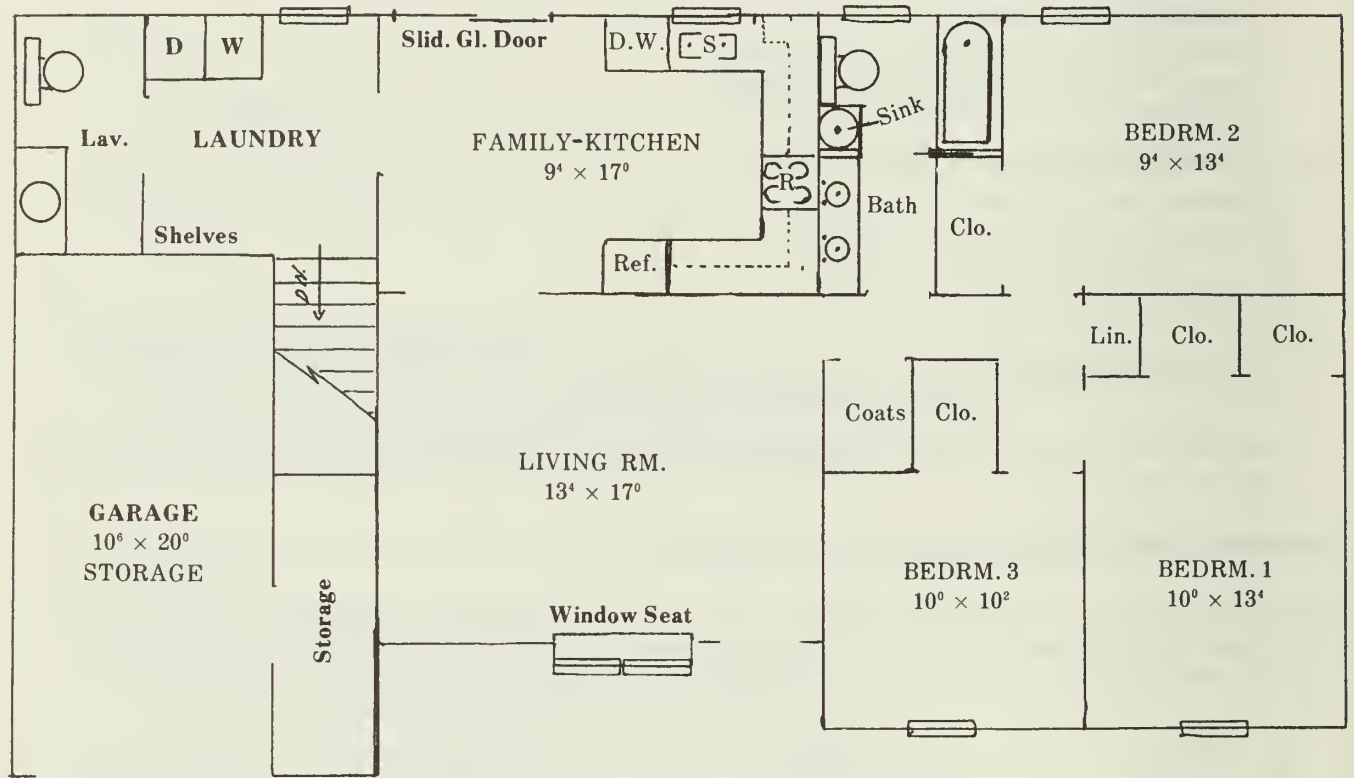 D
W
Slid. Gl. Door
D.W.
S
Sink
Lav.
LAUNDRY
FAMILY-KITCHEN
9⁴ × 17⁰
R
Bath
BEDRM. 2
9⁴ × 13⁴
Shelves
Clo.
DN.
Ref.
Lin.
Clo.
Clo.
Coats
Clo.
LIVING RM.
13⁴ × 17⁰
GARAGE
10⁶ × 20⁰
STORAGE
Storage
Window Seat
BEDRM. 3
10⁰ × 10²
BEDRM. 1
10⁰ × 13⁴